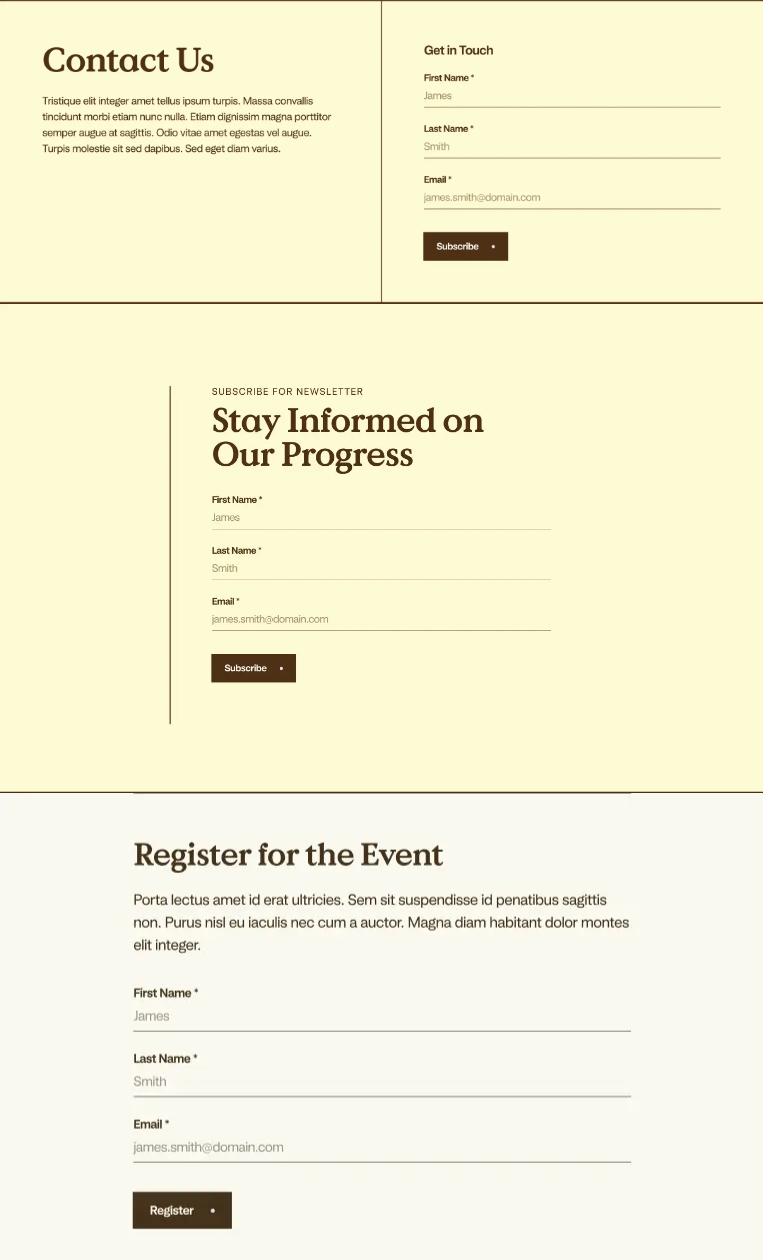 Contact Us
Tristique elit integer amet tellus ipsum turpis. Massa convallis
tincidunt morbi etiam nunc nulla. Etiam dignissim magna porttitor
semper augue at sagittis. Odio vitae amet egestas vel augue.
Turpis molestie sit sed dapibus. Sed eget diam varius.
Get in Touch
First Name *
James
Last Name *
Smith
Email *
james.smith@domain.com
Subscribe
SUBSCRIBE FOR NEWSLETTER
Stay Informed on
Our Progress
First Name *
James
Last Name *
Smith
Email *
james.smith@domain.com
Subscribe
Register for the Event
Porta lectus amet id erat ultricies. Sem sit suspendisse id penatibus sagittis
non. Purus nisl eu iaculis nec cum a auctor. Magna diam habitant dolor montes
elit integer.
First Name *
James
Last Name *
Smith
Email *
james.smith@domain.com
Register